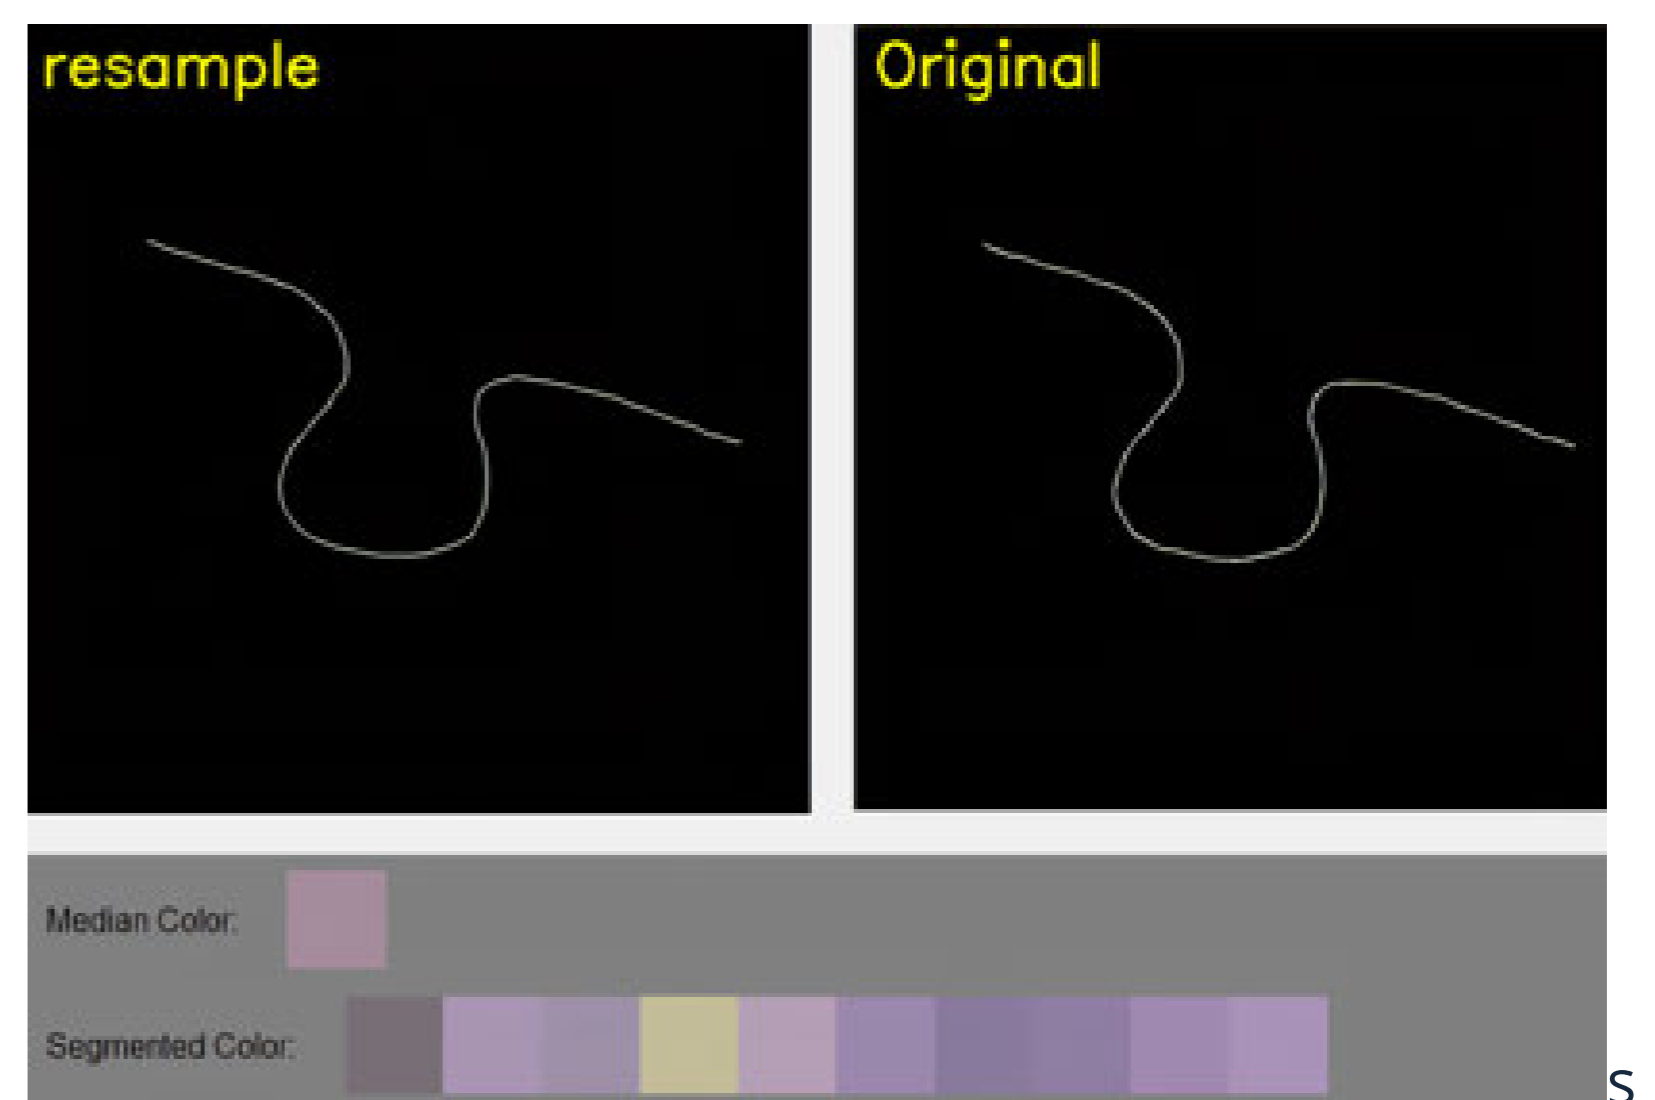 resample
Original
Median Color:
Segmented Color:
s